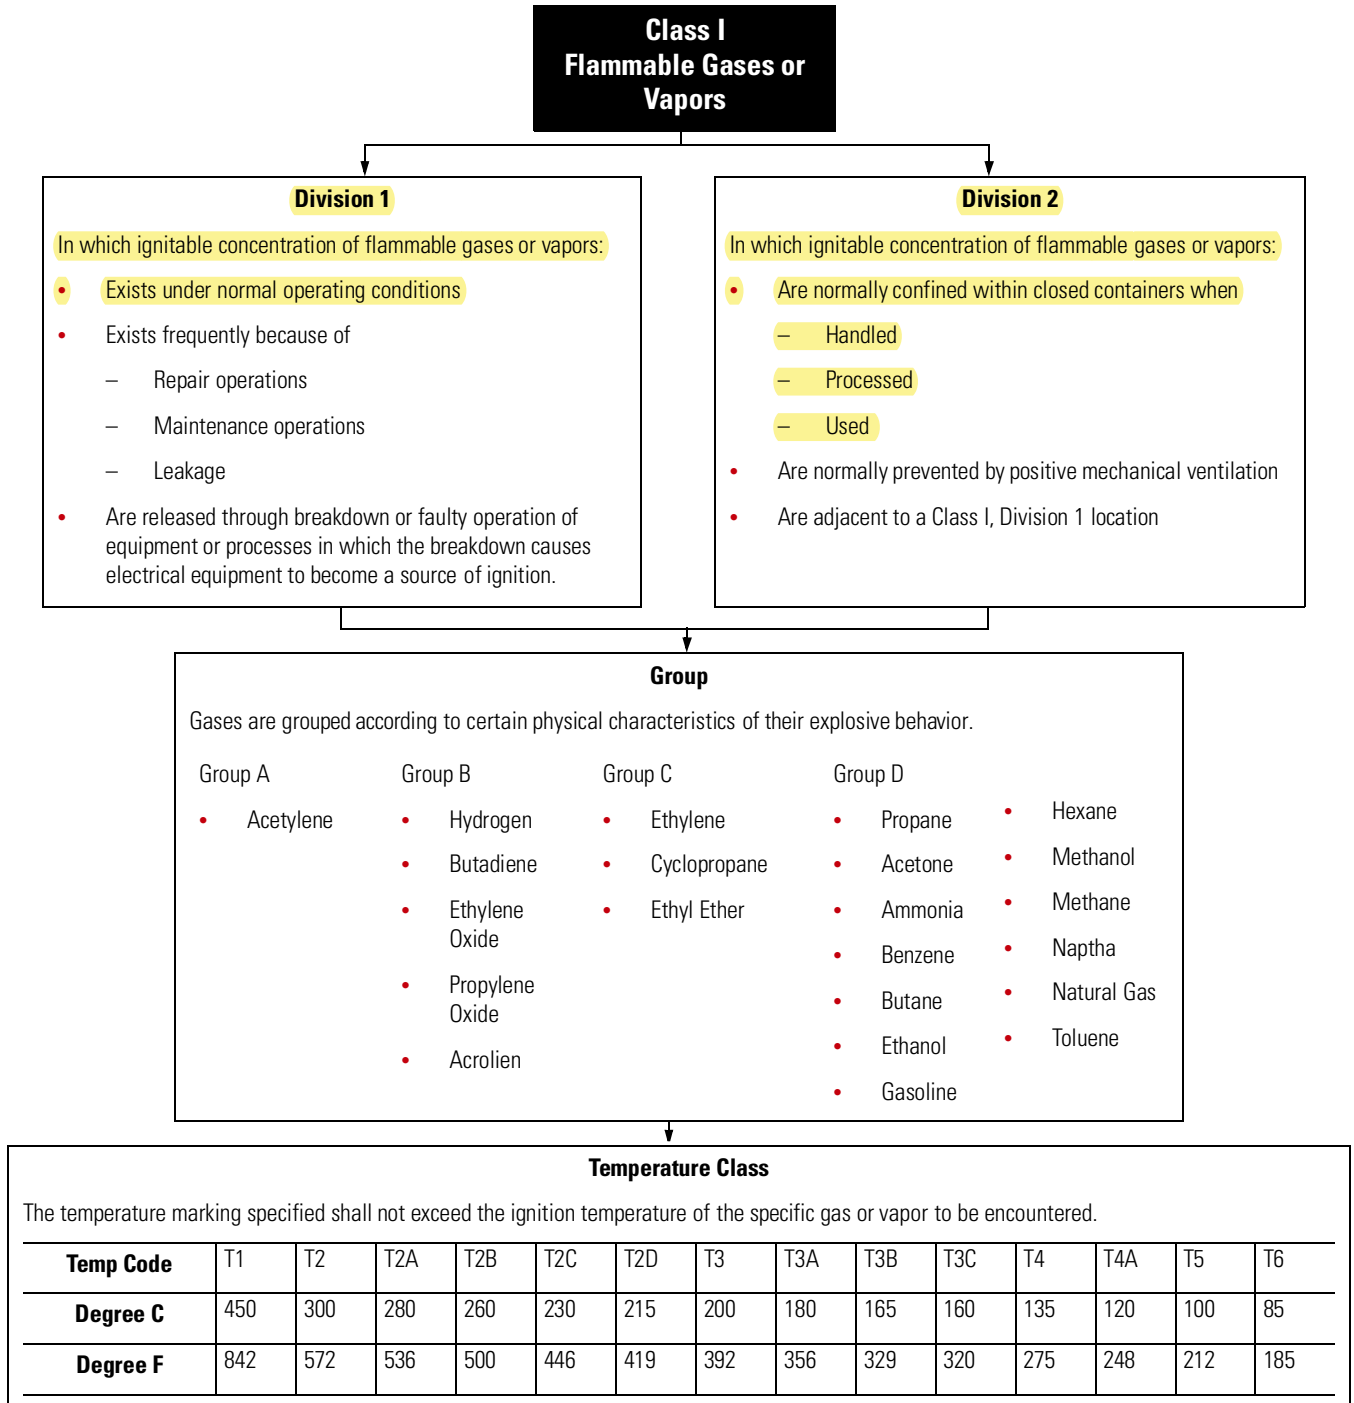 Class I
Flammable Gases or
Vapors
Division 1
In which ignitable concentration of flammable gases or vapors:
• Exists under normal operating conditions
• Exists frequently because of
– Repair operations
– Maintenance operations
– Leakage
• Are released through breakdown or faulty operation of
equipment or processes in which the breakdown causes
electrical equipment to become a source of ignition.
Division 2
In which ignitable concentration of flammable gases or vapors:
• Are normally confined within closed containers when
– Handled
– Processed
– Used
• Are normally prevented by positive mechanical ventilation
• Are adjacent to a Class I, Division 1 location
Group
Gases are grouped according to certain physical characteristics of their explosive behavior.
Group A
• Acetylene
Group B
• Hydrogen
• Butadiene
• Ethylene
Oxide
• Propylene
Oxide
• Acrolien
Group C
• Ethylene
• Cyclopropane
• Ethyl Ether
Group D
• Propane
• Acetone
• Ammonia
• Benzene
• Butane
• Ethanol
• Gasoline
• Hexane
• Methanol
• Methane
• Naptha
• Natural Gas
• Toluene
Temperature Class
The temperature marking specified shall not exceed the ignition temperature of the specific gas or vapor to be encountered.
Temp Code T1 T2 T2A T2B T2C T2D T3 T3A T3B T3C T4 T4A T5 T6
Degree C 450 300 280 260 230 215 200 180 165 160 135 120 100 85
Degree F 842 572 536 500 446 419 392 356 329 320 275 248 212 185